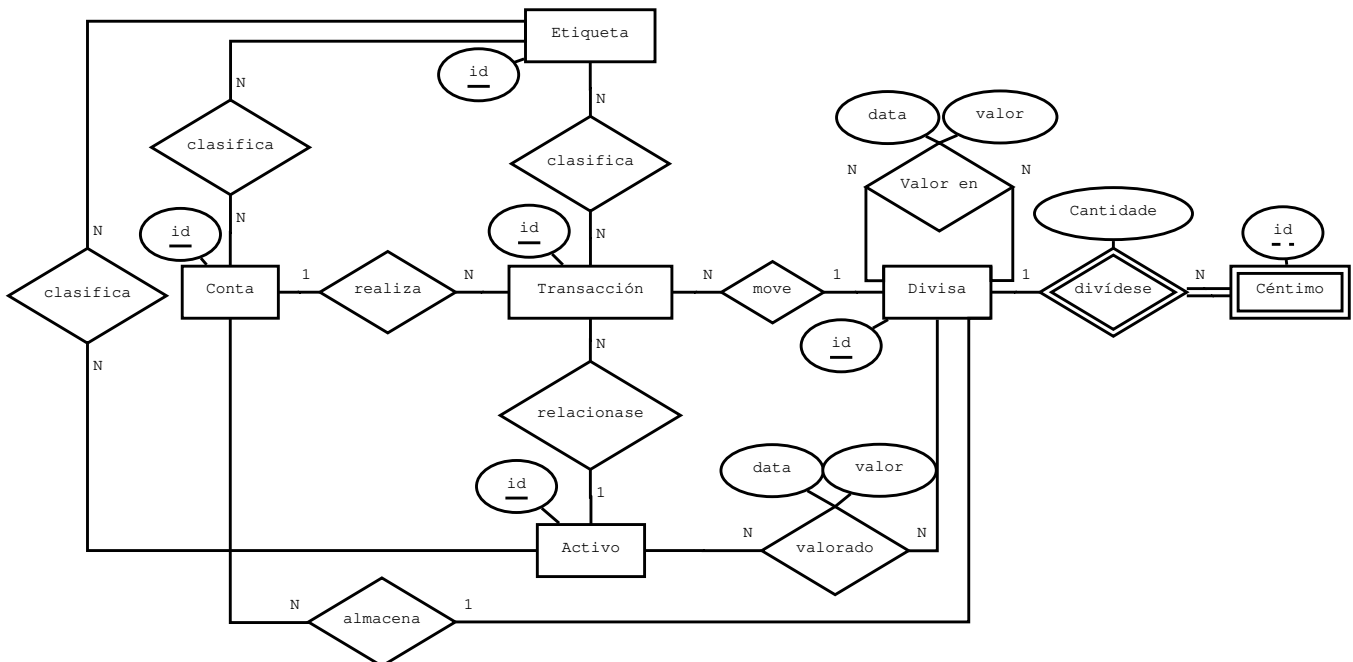 Etiqueta
id
N
N
clasifica
clasifica
N
N
N
N
id
id
Conta
1
realiza
N
Transacción
N
move
1
Divisa
id
data
valor
N
Valor en
N
1
divídese
Cantidade
N
id
Céntimo
clasifica
N
N
relacionase
1
id
Activo
data
valor
N
valorado
N
N
almacena
1